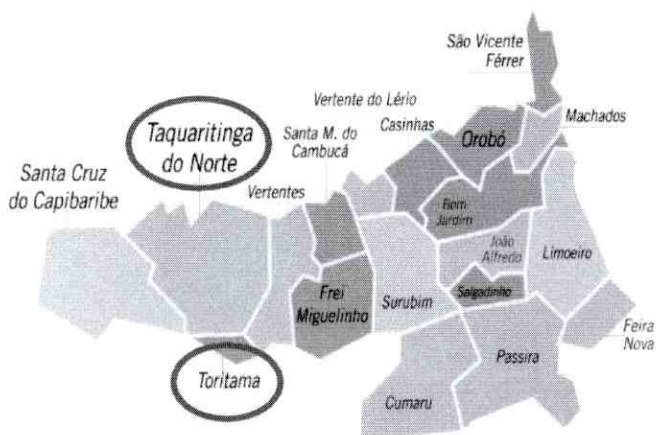 São Vicente
Férrer
Vertente do Lério
Machados
Taquaritinga
do Norte
Santa M. do
Cambucá
Casinhas
Orobó
Santa Cruz
do Capibaribe
Vertentes
Bom
Jardim
João
Alfredo
Limoeiro
Frei
Miguelinho
Surubim
Salgadinho
Feira
Nova
Passira
Toritama
Cumaru